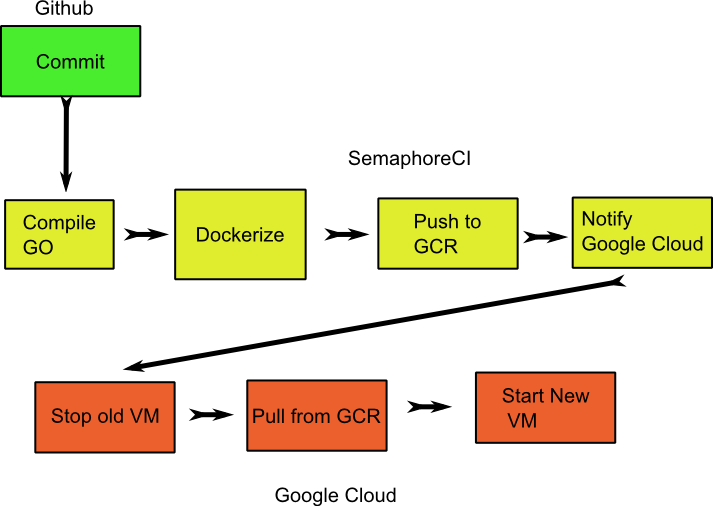 Github
Commit
SemaphoreCI
Compile
GO
Dockerize
Push to
GCR
Notify
Google Cloud
Stop old VM
Pull from GCR
Start New
VM
Google Cloud